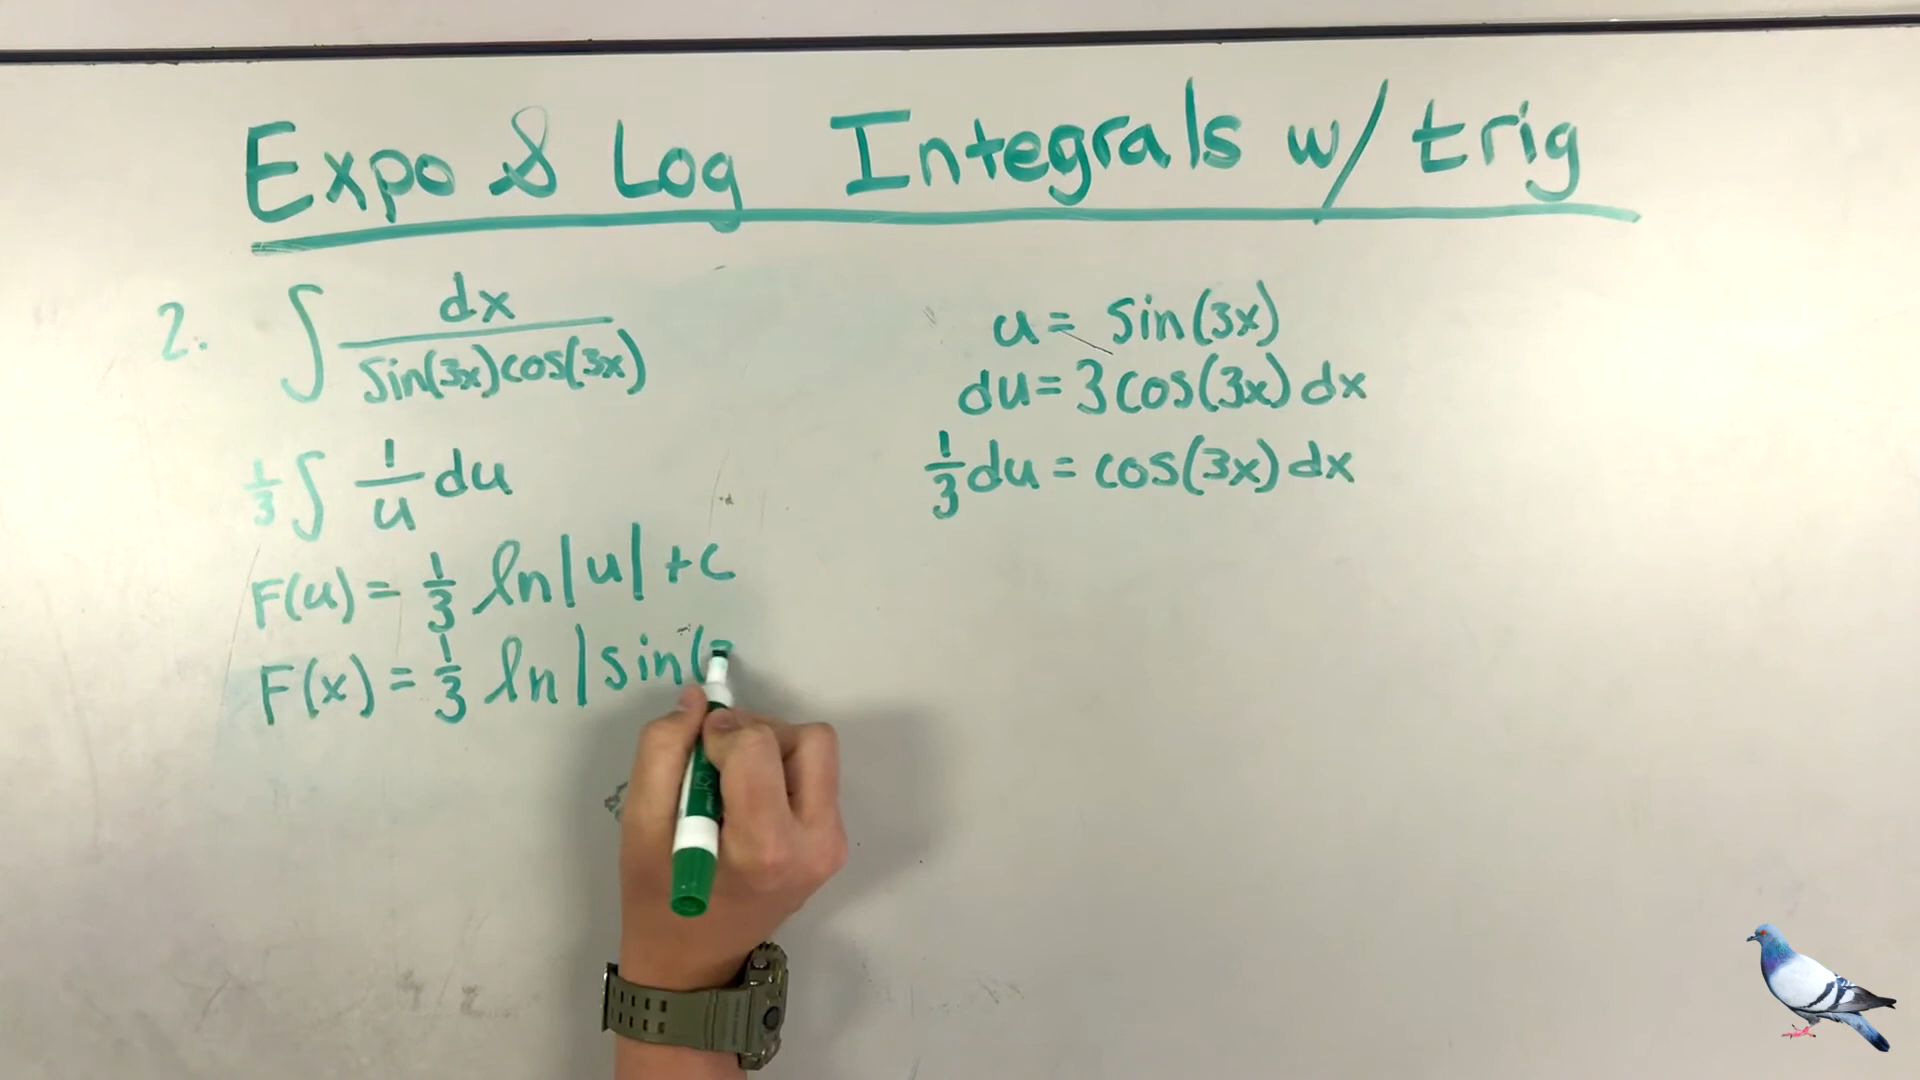 Expo & Log Integrals w/ trig
2. ∫ dx / sin(3x)cos(3x)
1/3 ∫ 1/u du
F(u) = 1/3 ln|u| + c
F(x) = 1/3 ln|sin(
u = sin(3x)
du = 3cos(3x) dx
1/3 du = cos(3x) dx